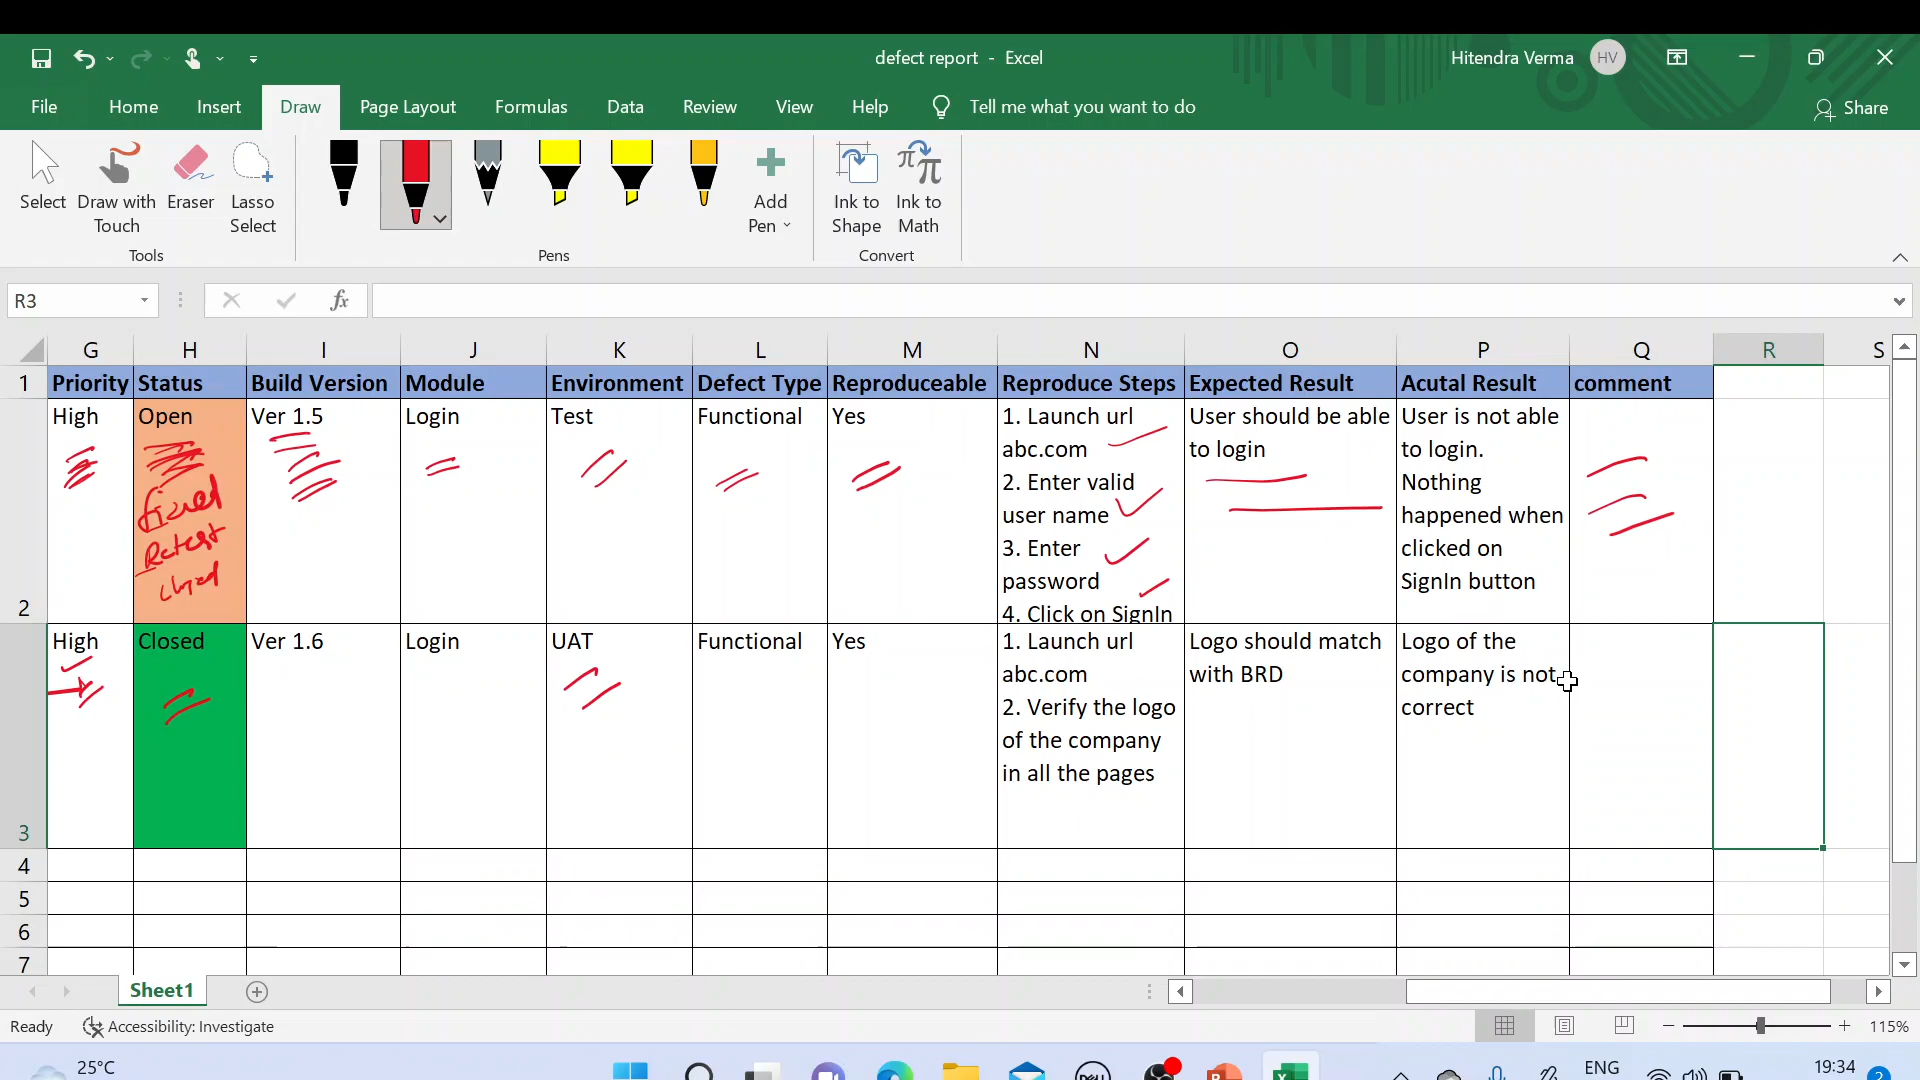 defect report - Excel
Hitendra Verma HV
File Home Insert Draw Page Layout Formulas Data Review View Help Tell me what you want to do Share
Select Draw with Touch Eraser Lasso Select Add Pen Ink to Shape Ink to Math
Tools Pens Convert
R3 fx
G H I J K L M N O P Q R S
1 Priority Status Build Version Module Environment Defect Type Reproduceable Reproduce Steps Expected Result Acutal Result comment
2 High Open Ver 1.5 Login Test Functional Yes
1. Launch url
abc.com
2. Enter valid
user name
3. Enter
password
4. Click on SignIn
User should be able
to login
User is not able
to login.
Nothing
happened when
clicked on
SignIn button
Retest
3 High Closed Ver 1.6 Login UAT Functional Yes
1. Launch url
abc.com
2. Verify the logo
of the company
in all the pages
Logo should match
with BRD
Logo of the
company is not
correct
4
5
6
7
Sheet1
Ready Accessibility: Investigate 115%
25°C DELL ENG 19:34 2